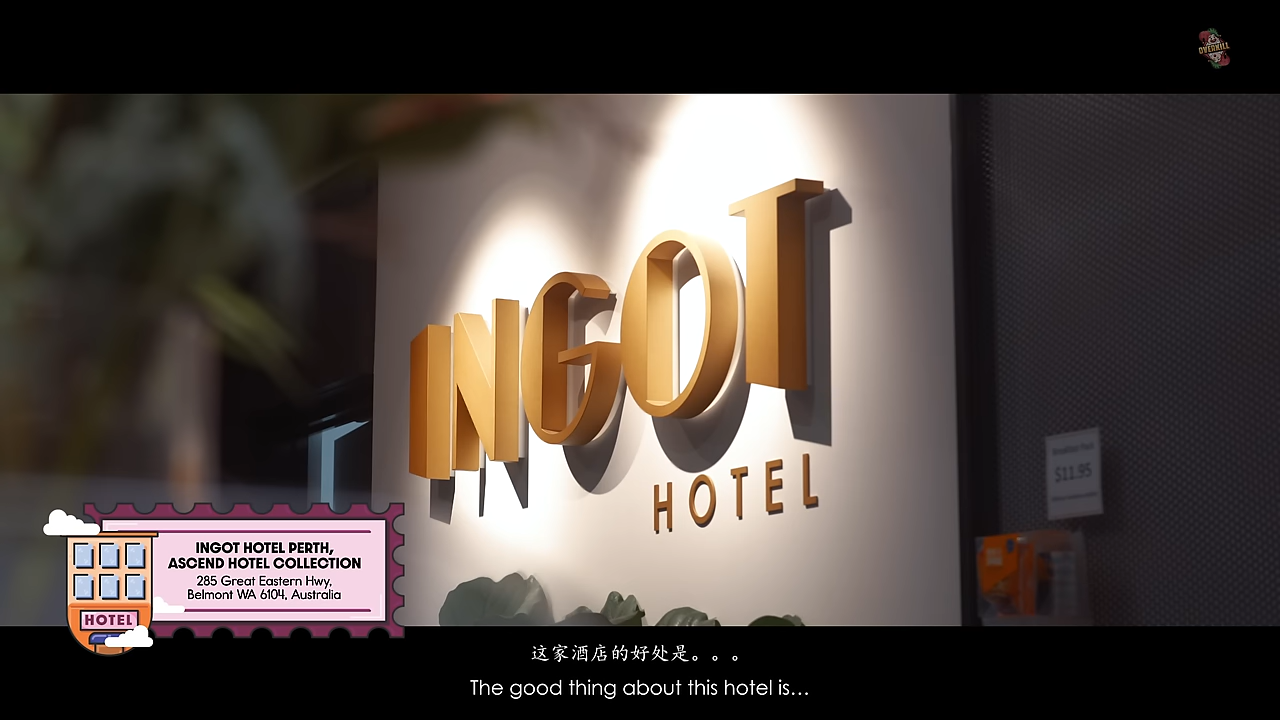 OVERKILL
INGOT
HOTEL
$11.95
INGOT HOTEL PERTH,
ASCEND HOTEL COLLECTION
285 Great Eastern Hwy,
Belmont WA 6104, Australia
HOTEL
这家酒店的好处是。。。
The good thing about this hotel is...